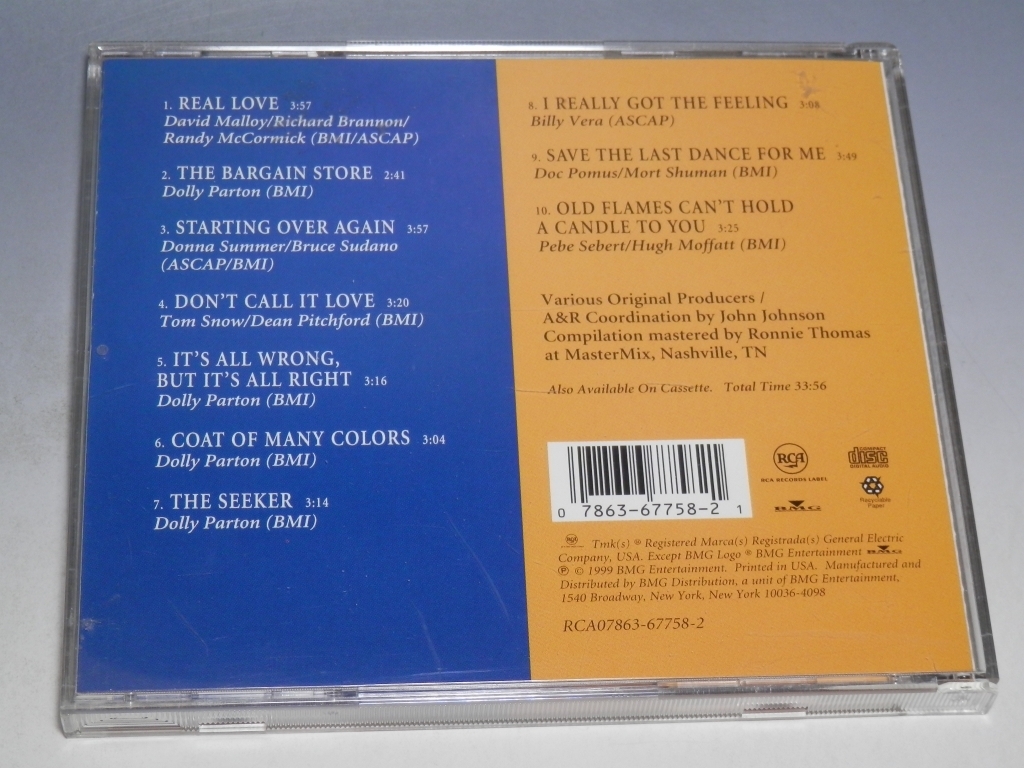 1. REAL LOVE 3:57
David Malloy/Richard Brannon/
Randy McCormick (BMI/ASCAP)
2. THE BARGAIN STORE 2:41
Dolly Parton (BMI)
3. STARTING OVER AGAIN 3:57
Donna Summer/Bruce Sudano
(ASCAP/BMI)
4. DON'T CALL IT LOVE 3:20
Tom Snow/Dean Pitchford (BMI)
5. IT'S ALL WRONG,
BUT IT'S ALL RIGHT 3:16
Dolly Parton (BMI)
6. COAT OF MANY COLORS 3:04
Dolly Parton (BMI)
7. THE SEEKER 3:14
Dolly Parton (BMI)
8. I REALLY GOT THE FEELING 3:08
Billy Vera (ASCAP)
9. SAVE THE LAST DANCE FOR ME 3:49
Doc Pomus/Mort Shuman (BMI)
10. OLD FLAMES CAN'T HOLD
A CANDLE TO YOU 3:25
Pebe Sebert/Hugh Moffatt (BMI)
Various Original Producers /
A&R Coordination by John Johnson
Compilation mastered by Ronnie Thomas
at MasterMix, Nashville, TN
Also Available On Cassette. Total Time 33:56
0 7863-67758-2 1
RCA
RCA RECORDS LABEL
BMG
COMPACT
disc
DIGITAL AUDIO
Recyclable
Paper
Tmk(s) ® Registered Marca(s) Registrada(s) General Electric
Company, USA. Except BMG Logo ® BMG Entertainment BMG
℗ © 1999 BMG Entertainment. Printed in USA. Manufactured and
Distributed by BMG Distribution, a unit of BMG Entertainment,
1540 Broadway, New York, New York 10036-4098
RCA07863-67758-2